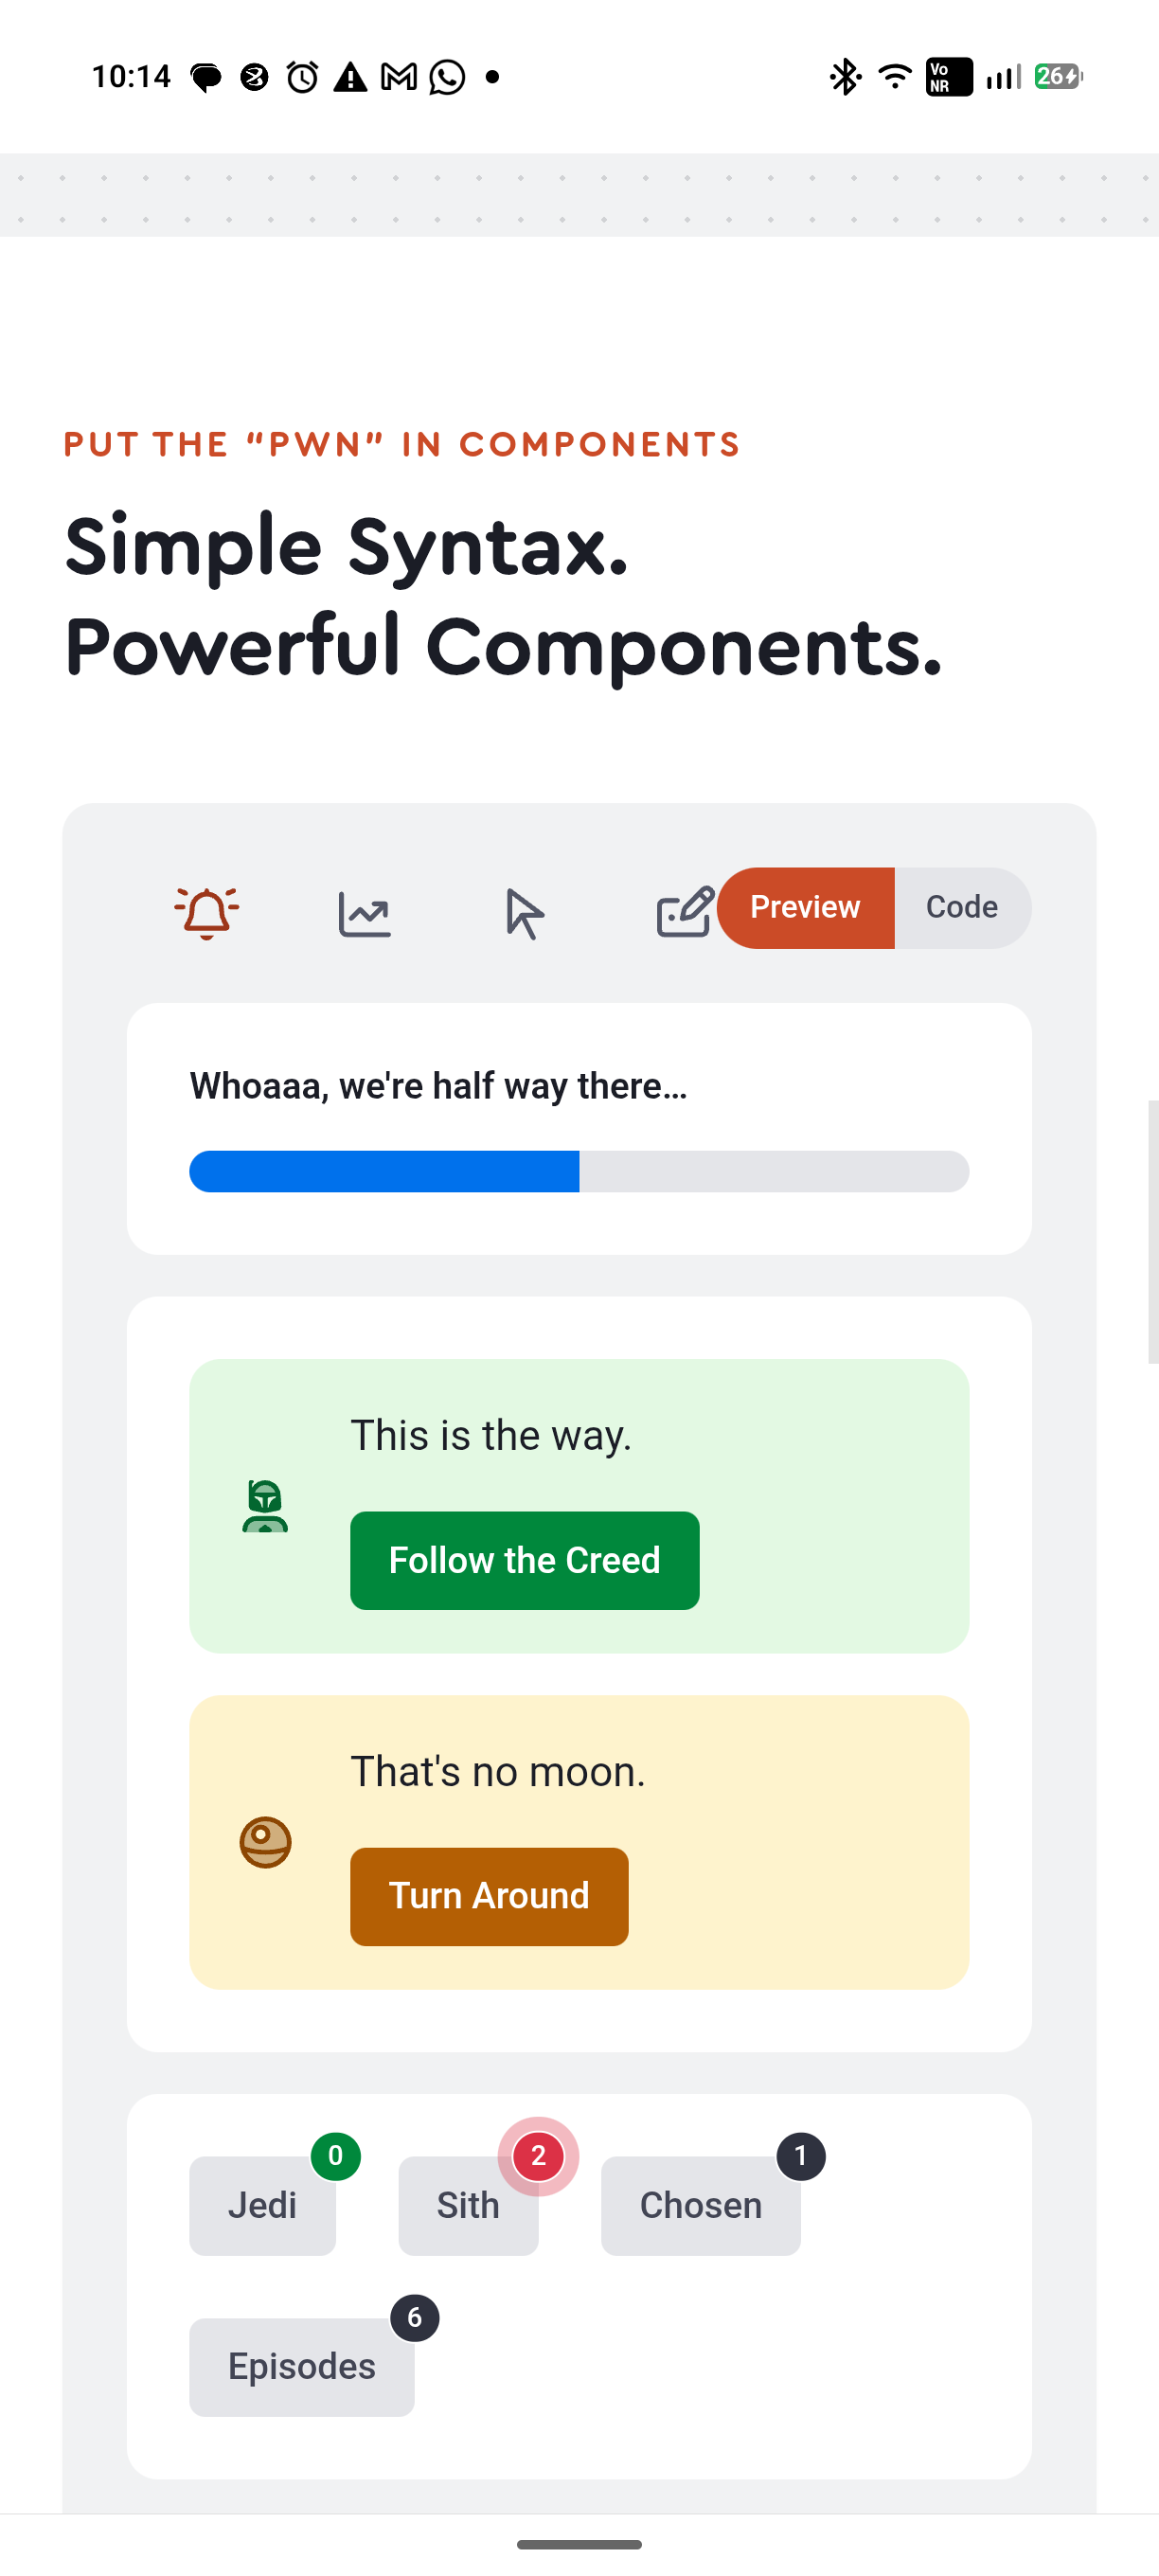 10:14
Vo
NR
26
PUT THE “PWN” IN COMPONENTS
Simple Syntax.
Powerful Components.
Preview
Code
Whoaaa, we're half way there…
This is the way.
Follow the Creed
That's no moon.
Turn Around
0
2
1
Jedi
Sith
Chosen
6
Episodes